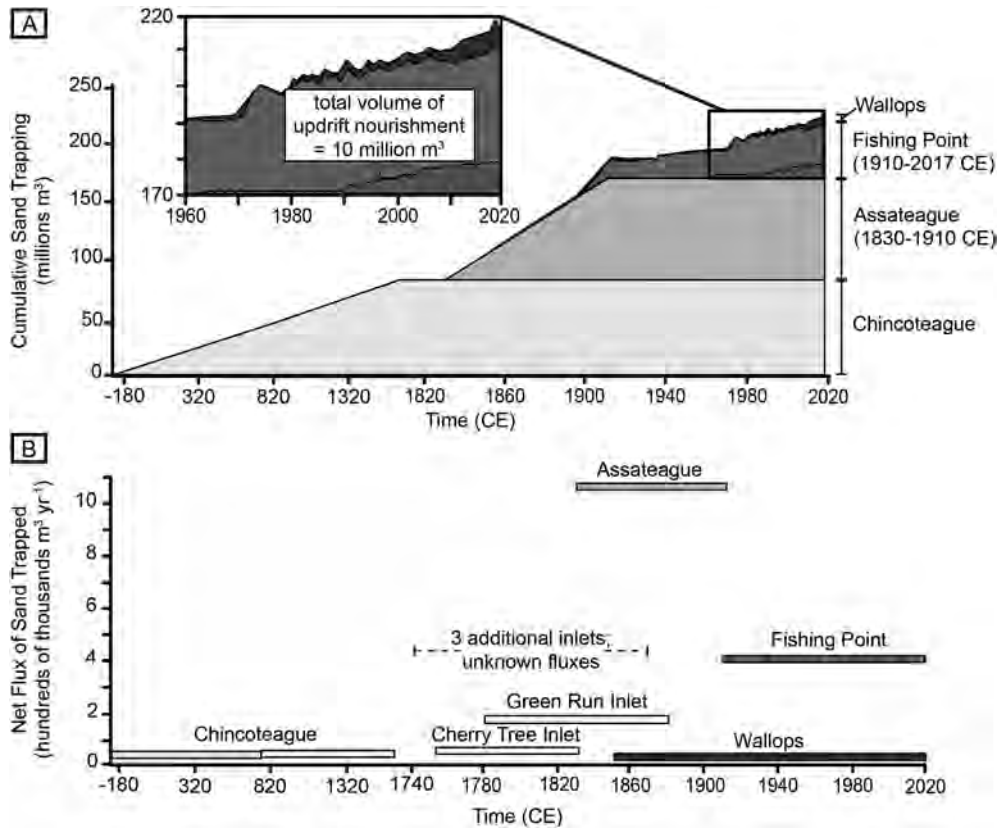 A
220
170
1960
1980
2000
2020
total volume of
updrift nourishment
= 10 million m³
Cumulative Sand Trapping
(millions m³)
250
200
150
100
50
0
-180
320
820
1320
1820
1860
1900
1940
1980
2020
Time (CE)
Wallops
Fishing Point
(1910-2017 CE)
Assateague
(1830-1910 CE)
Chincoteague
B
Net Flux of Sand Trapped
(hundreds of thousands m³ yr⁻¹)
10
8
6
4
2
0
Assateague
3 additional inlets,
unknown fluxes
Fishing Point
Green Run Inlet
Chincoteague
Cherry Tree Inlet
Wallops
-180
320
820
1320
1740
1780
1820
1860
1900
1940
1980
2020
Time (CE)